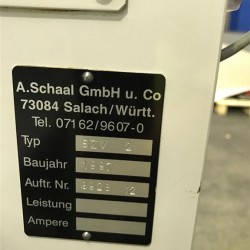 A.Schaal GmbH u. Co
73084 Salach/Württ.
Tel. 07162/9607-0
Typ
Baujahr
Auftr. Nr.
Leistung
Ampere